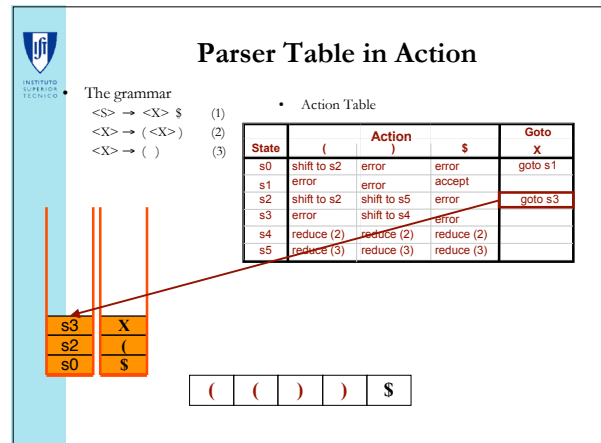 Parser Table in Action
INSTITUTO
SUPERIOR
TECNICO
• The grammar
<S> → <X> $ (1)
<X> → ( <X> ) (2)
<X> → ( ) (3)
• Action Table
Action Goto
State ( ) $ X
s0 shift to s2 error error goto s1
s1 error error accept
s2 shift to s2 shift to s5 error goto s3
s3 error shift to s4 error
s4 reduce (2) reduce (2) reduce (2)
s5 reduce (3) reduce (3) reduce (3)
s3 X
s2 (
s0 $
( ( ) ) $